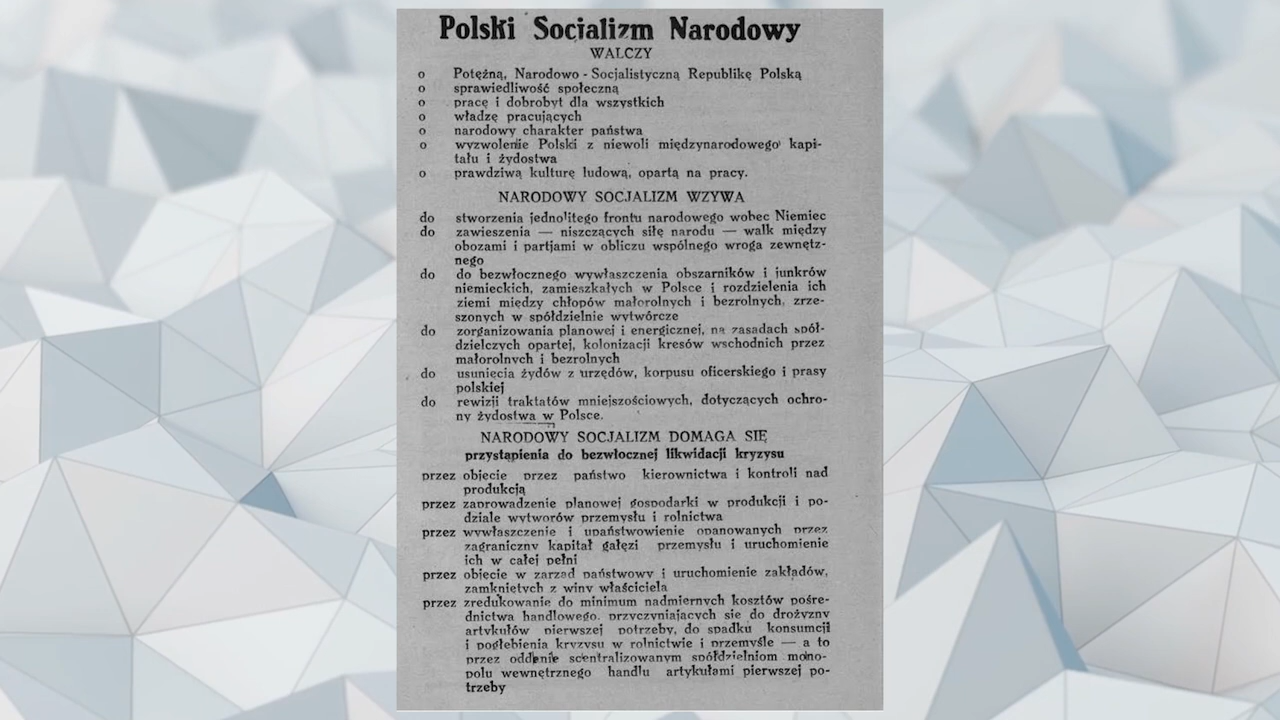 Polski Socjalizm Narodowy
WALCZY
o Potężną, Narodowo - Socjalistyczną Republikę Polską
o sprawiedliwość społeczną
o pracę i dobrobyt dla wszystkich
o władzę pracujących
o narodowy charakter państwa
o wyzwolenie Polski z niewoli międzynarodowego kapi-
tału i żydostwa
o prawdziwą kulturę ludową, opartą na pracy.
NARODOWY SOCJALIZM WZYWA
do stworzenia jednolitego frontu narodowego wobec Niemiec
do zawieszenia — niszczących siłę narodu — walk między
obozami i partjami w obliczu wspólnego wroga zewnętz-
nego
do do bezwłocznego wywłaszczenia obszarników i junkrów
niemieckich, zamieszkałych w Polsce i rozdzielenia ich
ziemi między chłopów małorolnych i bezrolnych, zrze-
szonych w spółdzielnie wytwórcze
do zorganizowania planowej i energicznej, na zasadach spół-
dzielczych opartej, kolonizacji kresów wschodnich przez
małorolnych i bezrolnych
do usunięcia żydów z urzędów, korpusu oficerskiego i prasy
polskiej
do rewizji traktatów mniejszościowych, dotyczących ochro-
ny żydostwa w Polsce.
NARODOWY SOCJALIZM DOMAGA SIĘ
przystąpienia do bezwłocznej likwidacji kryzysu
przez objęcie przez państwo kierownictwa i kontroli nad
produkcją
przez zaprowadzenie planowej gospodarki w produkcji i po-
dziale wytworów przemysłu i rolnictwa
przez wywłaszczenie i upaństwowienie opanowanych przez
zagraniczny kapitał gałęzi przemysłu i uruchomienie
ich w całej pełni
przez objęcie w zarząd państwowy i uruchomienie zakładów,
zamkniętych z winy właściciela
przez zredukowanie do minimum nadmiernych kosztów pośre-
dnictwa handlowego, przyczyniających się do drożyzny
artykułów pierwszej potrzeby, do spadku konsumcji
i pogłębienia kryzysu w rolnictwie i przemyśle — a to
przez oddanie scentralizowanym spółdzielniom mono-
polu wewnętrznego handlu artykułami pierwszej po-
trzeby